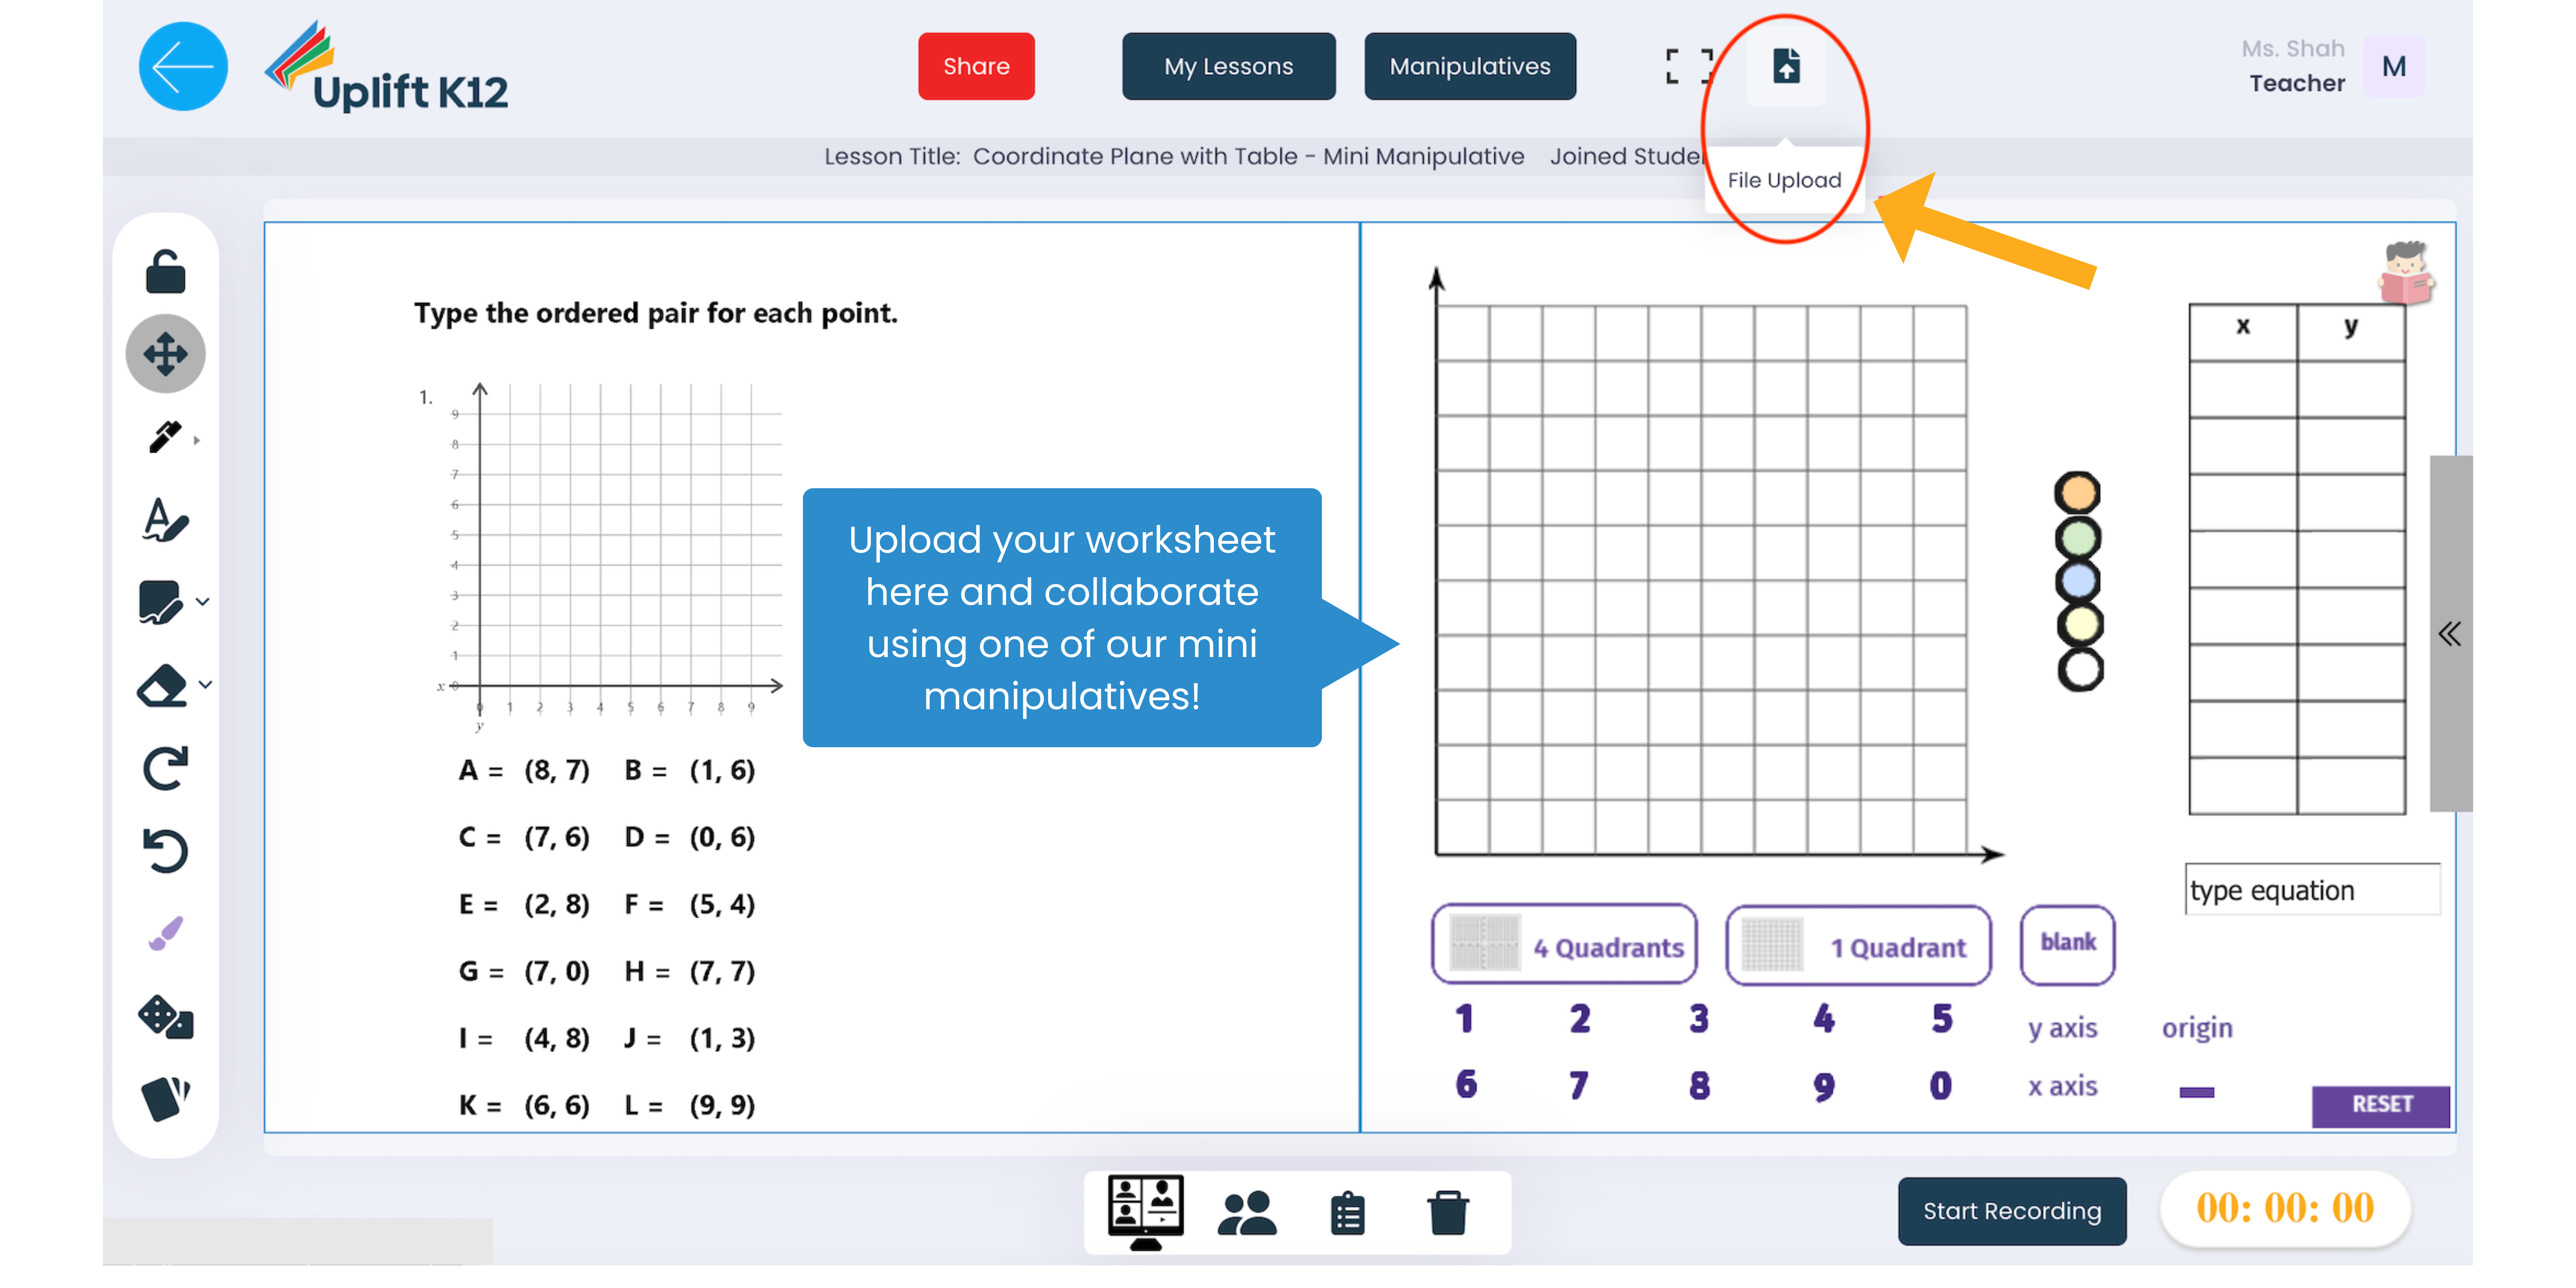 Uplift K12
Share
My Lessons
Manipulatives
Ms. Shah
Teacher
M
Lesson Title: Coordinate Plane with Table - Mini Manipulative Joined
File Upload
Type the ordered pair for each point.
1.
9
8
7
6
5
4
3
2
1
x 0
0 1 2 3 4 5 6 7 8 9
y
A = (8, 7) B = (1, 6)
C = (7, 6) D = (0, 6)
E = (2, 8) F = (5, 4)
G = (7, 0) H = (7, 7)
I = (4, 8) J = (1, 3)
K = (6, 6) L = (9, 9)
Upload your worksheet
here and collaborate
using one of our mini
manipulatives!
x y
type equation
4 Quadrants 1 Quadrant blank
1 2 3 4 5 y axis origin
6 7 8 9 0 x axis
RESET
Start Recording
00: 00: 00